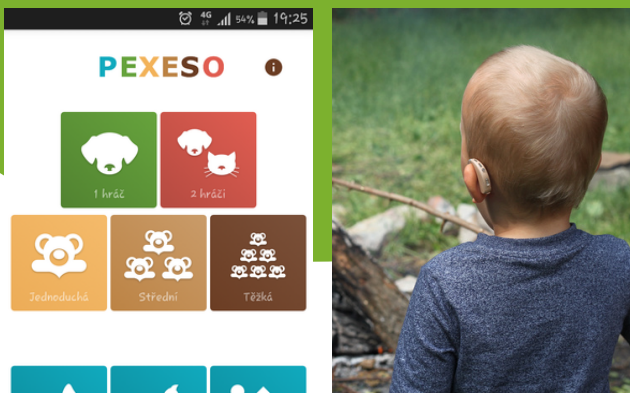 4G 54% 19:25
PEXESO i
1 hráč 2 hráči
Jednoduchá Střední Těžká